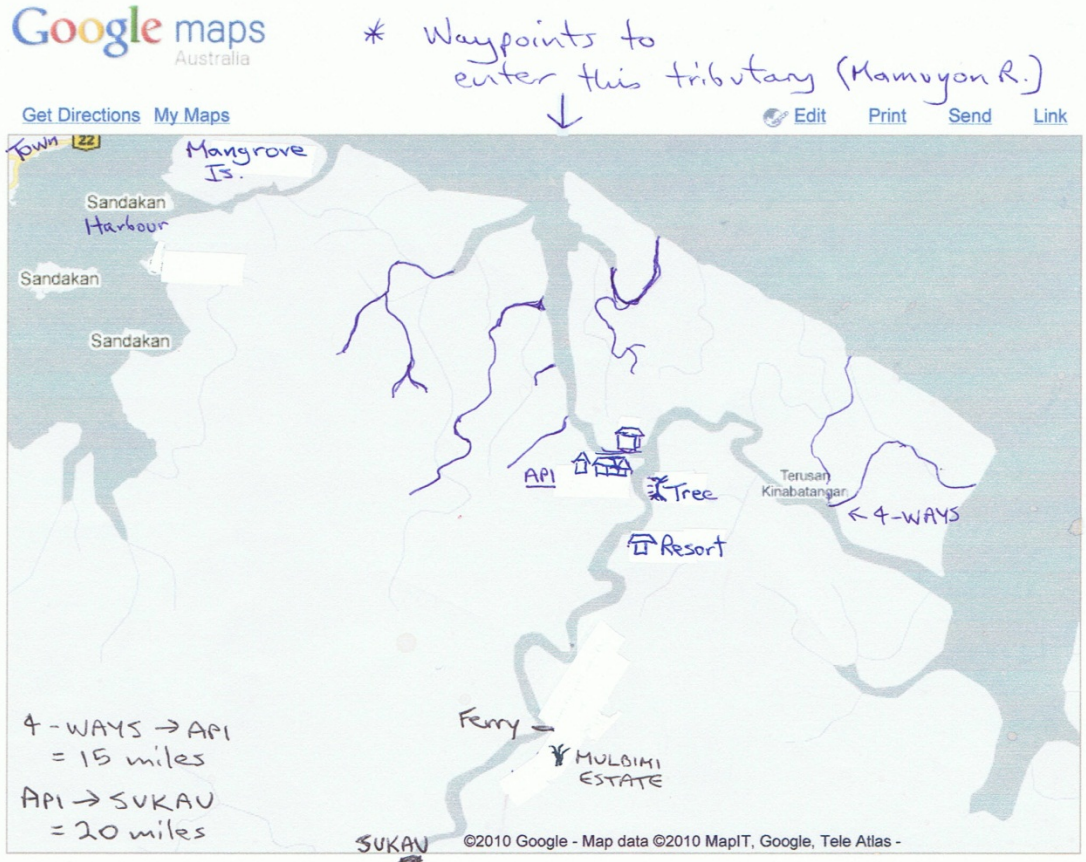 Google maps
Australia
* Waypoints to
enter this tributary (Mamuyon R.)
↓
Get Directions My Maps
Edit Print Send Link
Town 22
Mangrove
Is.
Sandakan
Harbour
Sandakan
Sandakan
API
Tree
Terusan
Kinabatangan
← 4-WAYS
Resort
Ferry
MULBIMI
ESTATE
4-WAYS → API
= 15 miles
API → SUKAU
= 20 miles
SUKAU
©2010 Google - Map data ©2010 MapIT, Google, Tele Atlas -